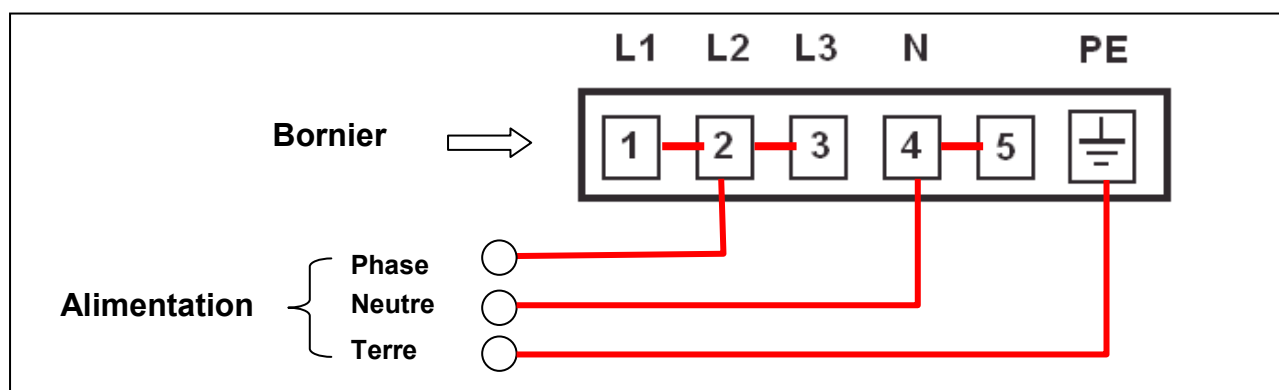 L1 L2 L3 N PE
Bornier
1 2 3 4 5
Phase
Alimentation
Neutre
Terre